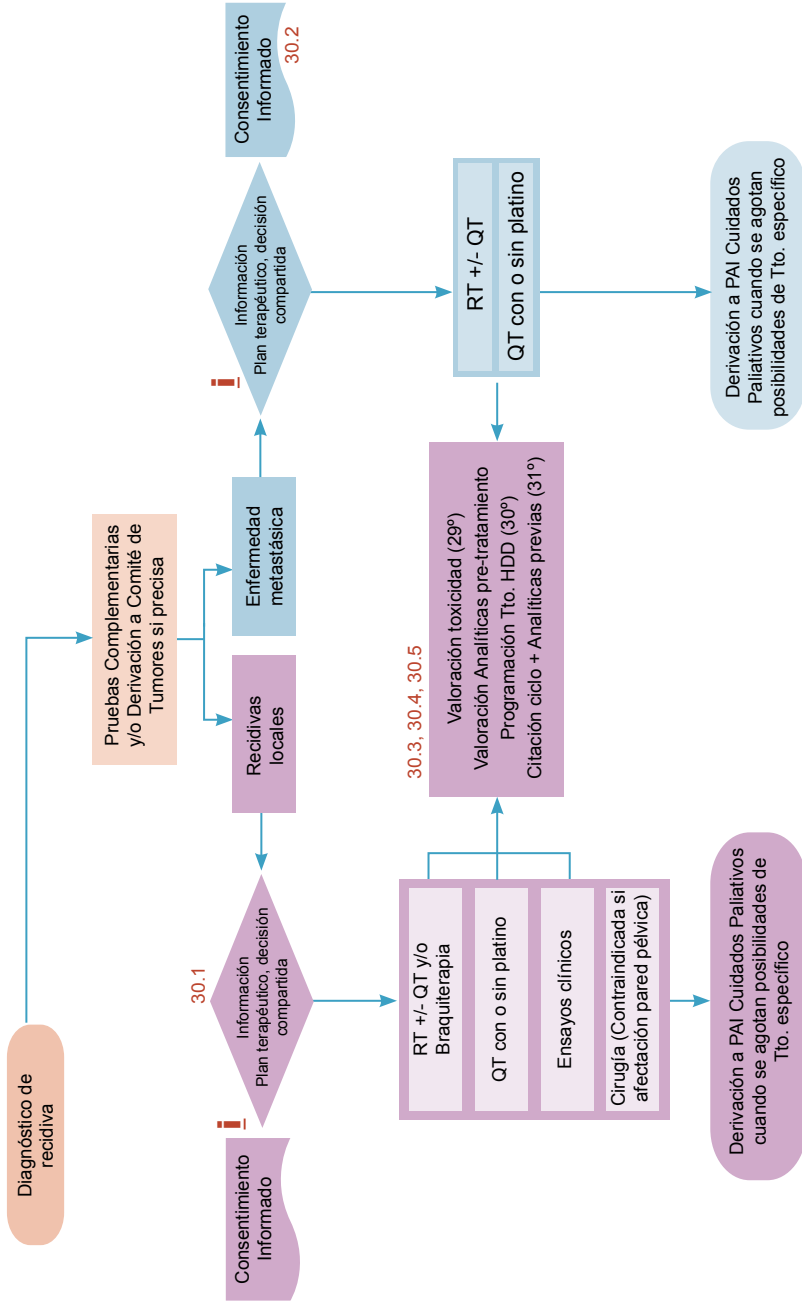 Diagnóstico de
recidiva
Pruebas Complementarias
y/o Derivación a Comité de
Tumores si precisa
Recidivas
locales
Enfermedad
metastásica
Consentimiento
Informado
i
30.1
Información
Plan terapéutico, decisión
compartida
i
Información
Plan terapéutico, decisión
compartida
Consentimiento
Informado
30.2
RT +/- QT y/o
Braquiterapia
QT con o sin platino
Ensayos clínicos
Cirugía (Contraindicada si
afectación pared pélvica)
30.3, 30.4, 30.5
Valoración toxicidad (29º)
Valoración Analíticas pre-tratamiento
Programación Tto. HDD (30º)
Citación ciclo + Analíticas previas (31º)
RT +/- QT
QT con o sin platino
Derivación a PAI Cuidados Paliativos
cuando se agotan posibilidades de
Tto. específico
Derivación a PAI Cuidados
Paliativos cuando se agotan
posibilidades de Tto. específico